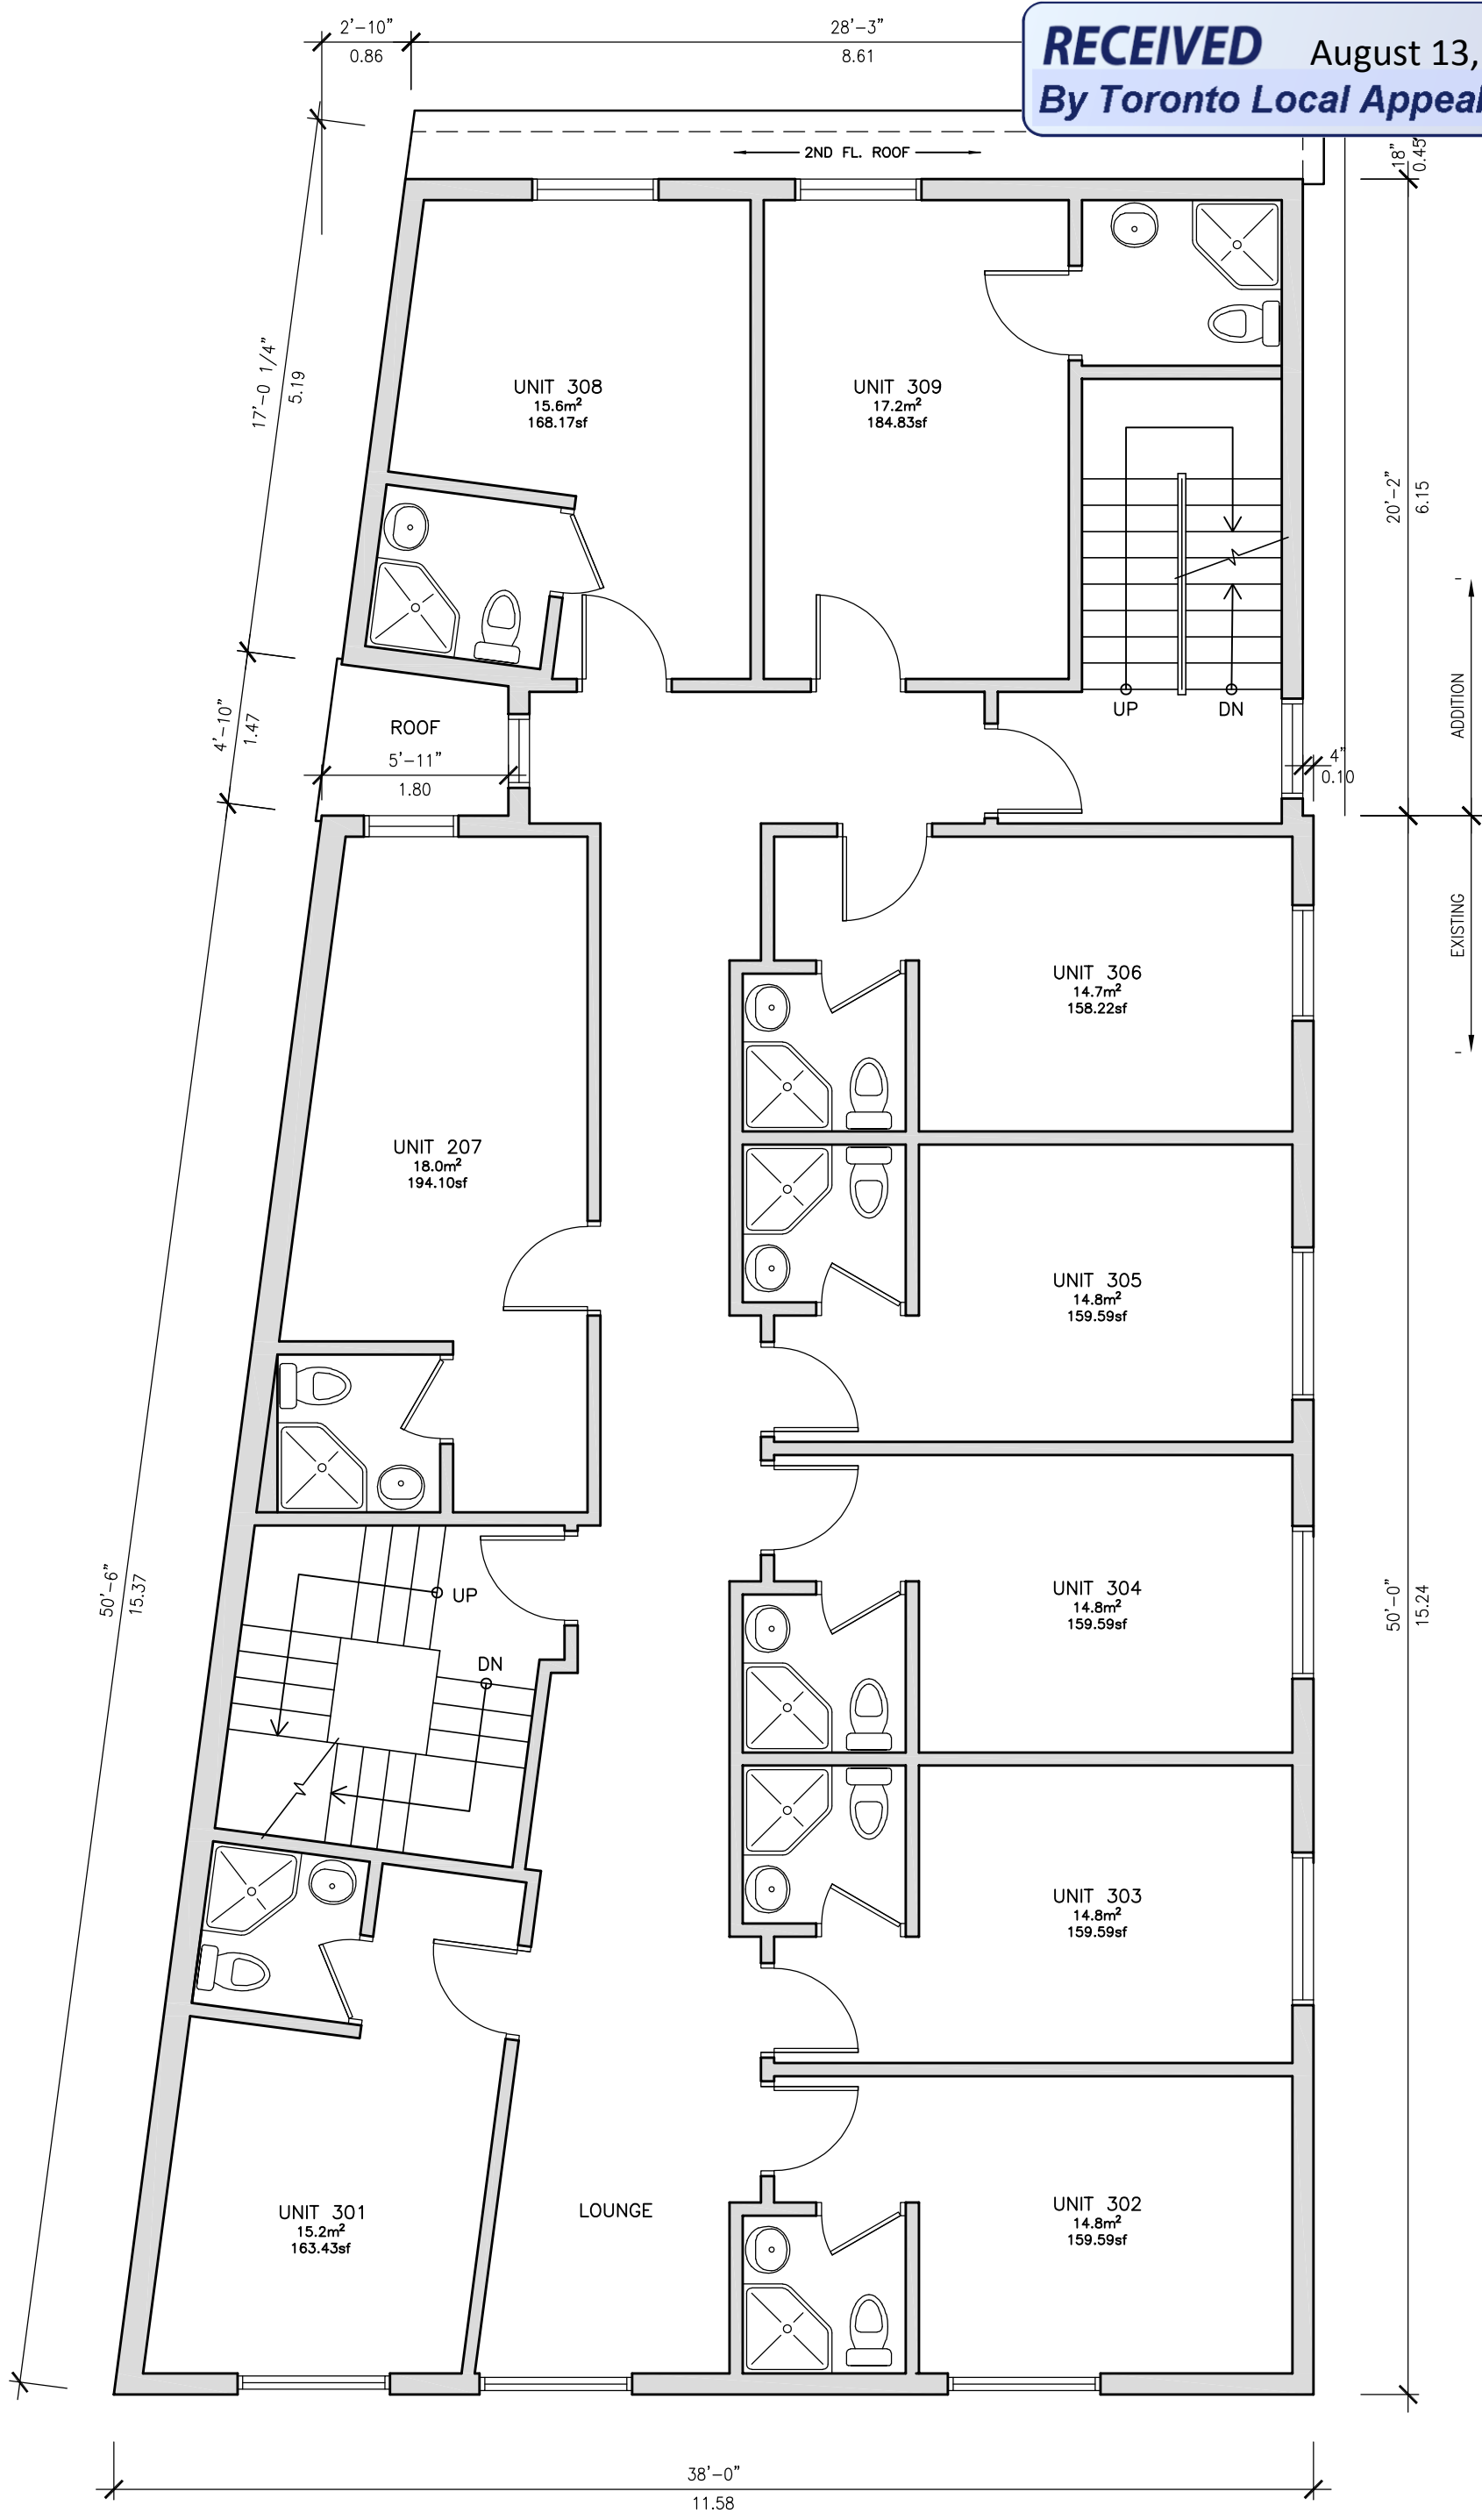 2'-10"
0.86
28'-3"
8.61
RECEIVED August 13,
By Toronto Local Appeal
18"
0.45
2ND FL. ROOF
17'-0 1/4"
5.19
UNIT 308
15.6m²
168.17sf
UNIT 309
17.2m²
184.83sf
20'-2"
6.15
ADDITION
UP
DN
4'-10"
1.47
ROOF
5'-11"
1.80
4"
0.10
EXISTING
UNIT 306
14.7m²
158.22sf
UNIT 207
18.0m²
194.10sf
UNIT 305
14.8m²
159.59sf
50'-6"
15.37
UP
DN
UNIT 304
14.8m²
159.59sf
50'-0"
15.24
UNIT 303
14.8m²
159.59sf
UNIT 301
15.2m²
163.43sf
LOUNGE
UNIT 302
14.8m²
159.59sf
38'-0"
11.58